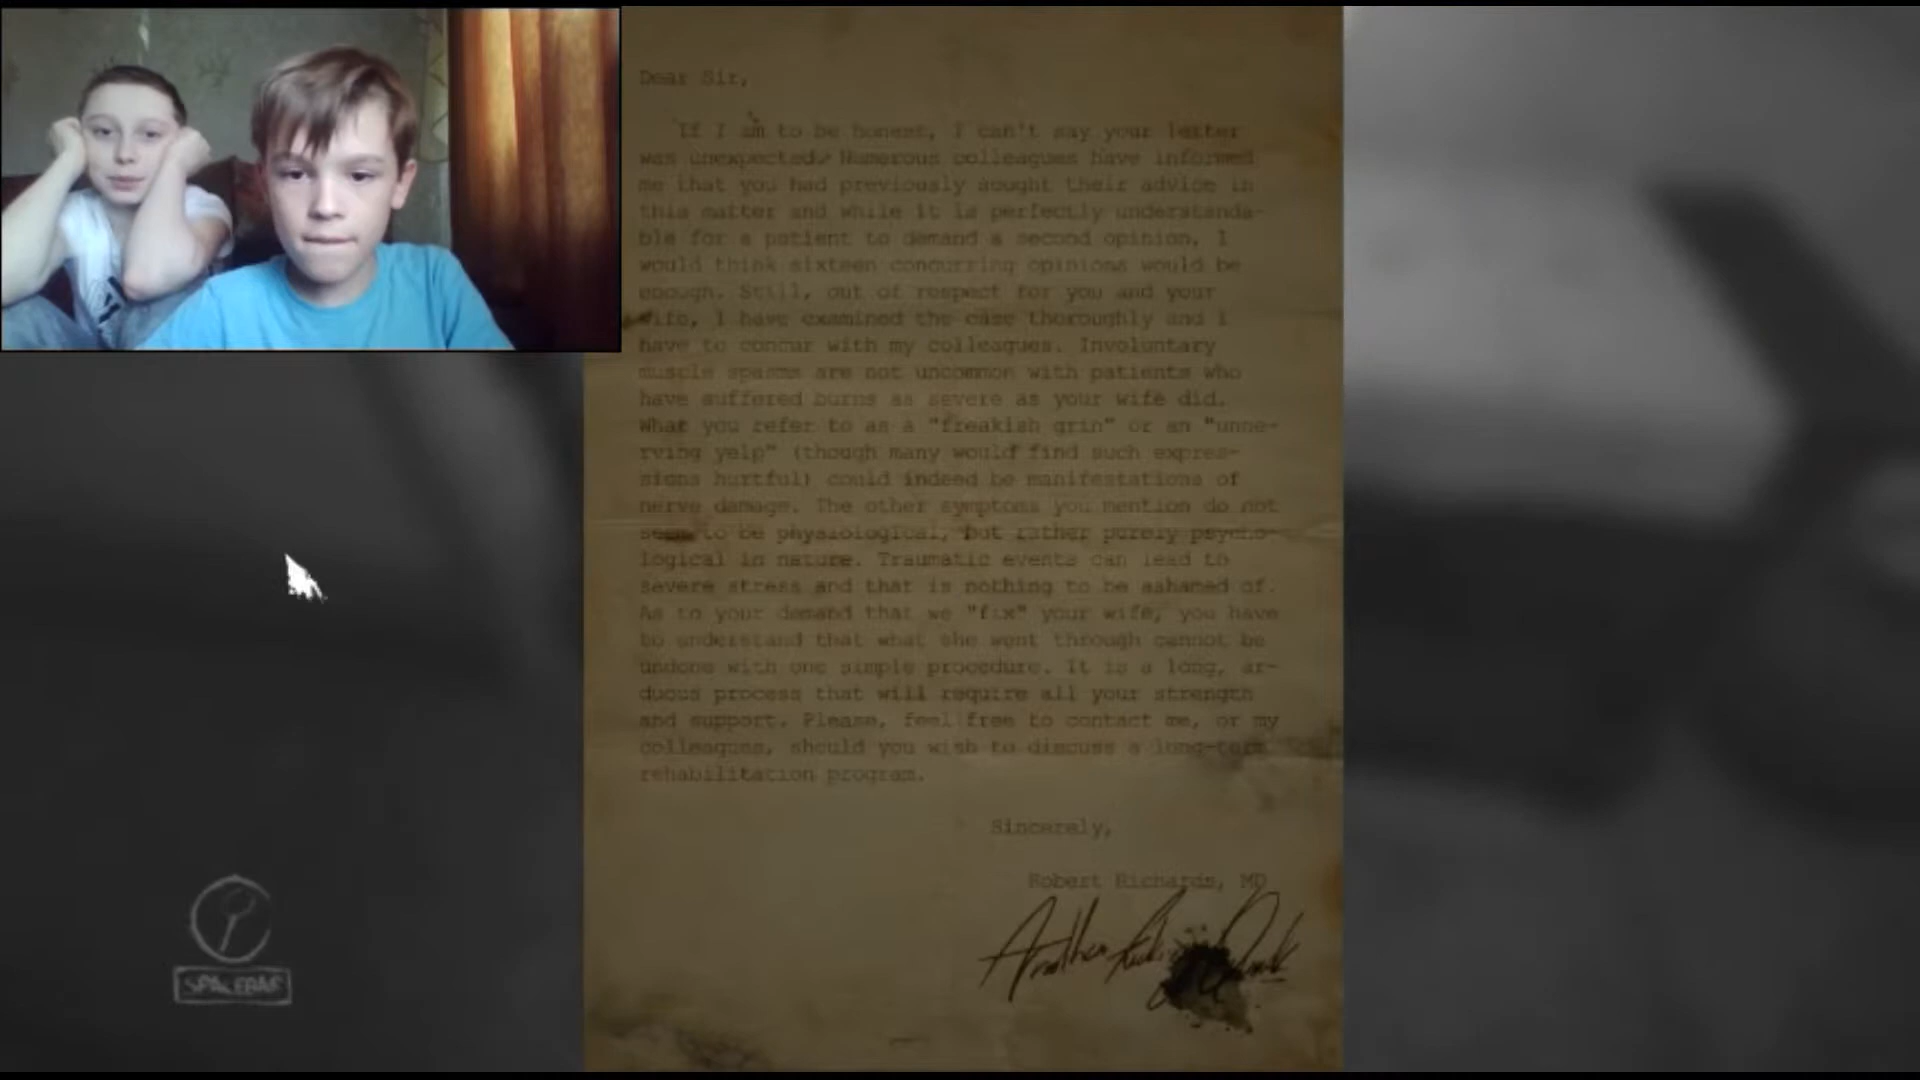 Dear Sir,
If I am to be honest, I can't say your letter
was unexpected. Numerous colleagues have informed
me that you had previously sought their advice in
this matter and while it is perfectly understanda-
ble for a patient to demand a second opinion, I
would think sixteen concurring opinions would be
enough. Still, out of respect for you and your
wife, I have examined the case thoroughly and I
have to concur with my colleagues. Involuntary
muscle spasms are not uncommon with patients who
have suffered burns as severe as your wife did.
What you refer to as a "freakish grin" or an "unne-
rving yelp" (though many would find such expres-
sions hurtful) could indeed be manifestations of
nerve damage. The other symptoms you mention do not
seem to be physiological, but rather purely psycho-
logical in nature. Traumatic events can lead to
severe stress and that is nothing to be ashamed of.
As to your demand that we "fix" your wife, you have
to understand that what she went through cannot be
undone with one simple procedure. It is a long, ar-
duous process that will require all your strength
and support. Please, feel free to contact me, or my
colleagues, should you wish to discuss a long-term
rehabilitation program.
Sincerely,
Robert Richards, MD
SPACEBAR